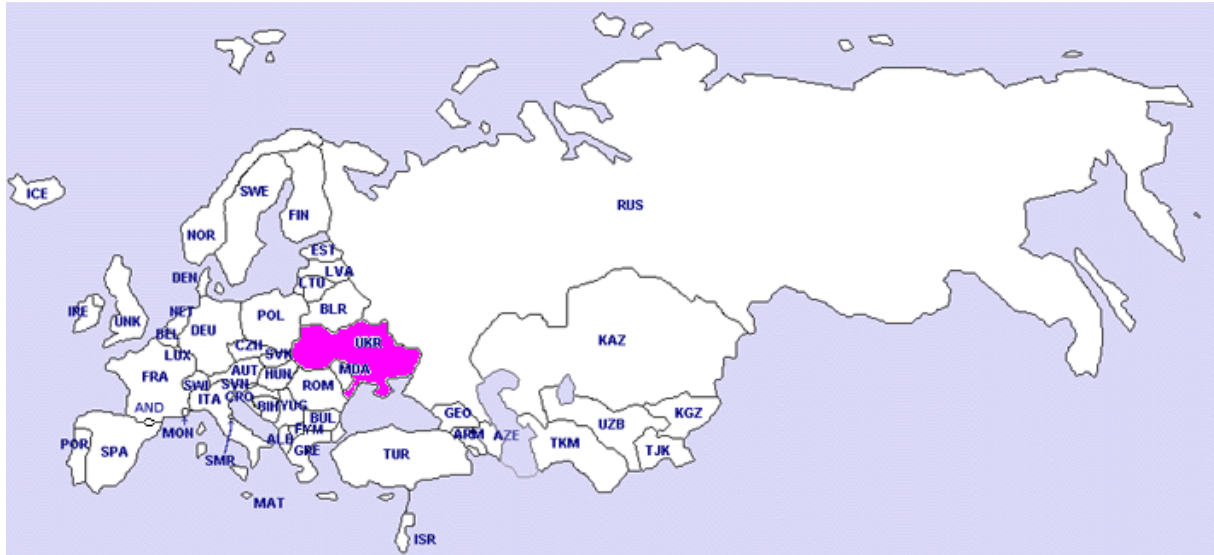 ICE
SWE
FIN
RUS
NOR
EST
LVA
DEN
LTU
IRE
UNK
NET
POL
BLR
BEL
DEU
UKR
KAZ
LUX
CZH
SVK
MDA
FRA
AUT
HUN
SWI
SVN
ROM
ITA
CRO
BIH
YUG
AND
BUL
GEO
KGZ
MON
FYM
UZB
POR
SPA
ALB
ARM
AZE
TKM
TJK
SMR
GRE
TUR
MAT
ISR